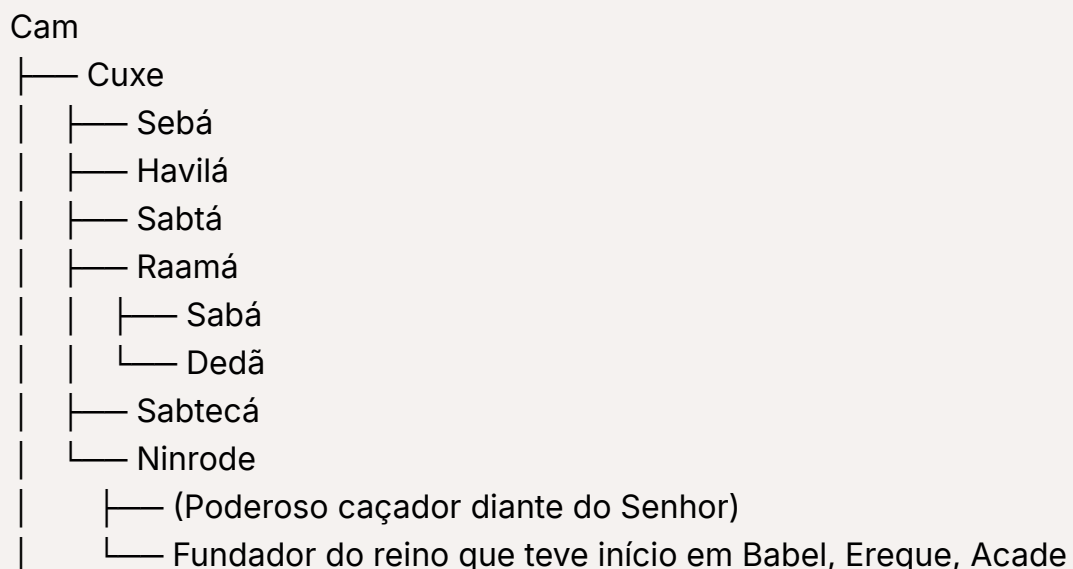 Cam
├── Cuxe
│   ├── Sebá
│   ├── Havilá
│   ├── Sabtá
│   ├── Raamá
│   │   ├── Sabá
│   │   └── Dedã
│   ├── Sabtecá
│   └── Ninrode
│       ├── (Poderoso caçador diante do Senhor)
│       └── Fundador do reino que teve início em Babel, Ereque, Acade